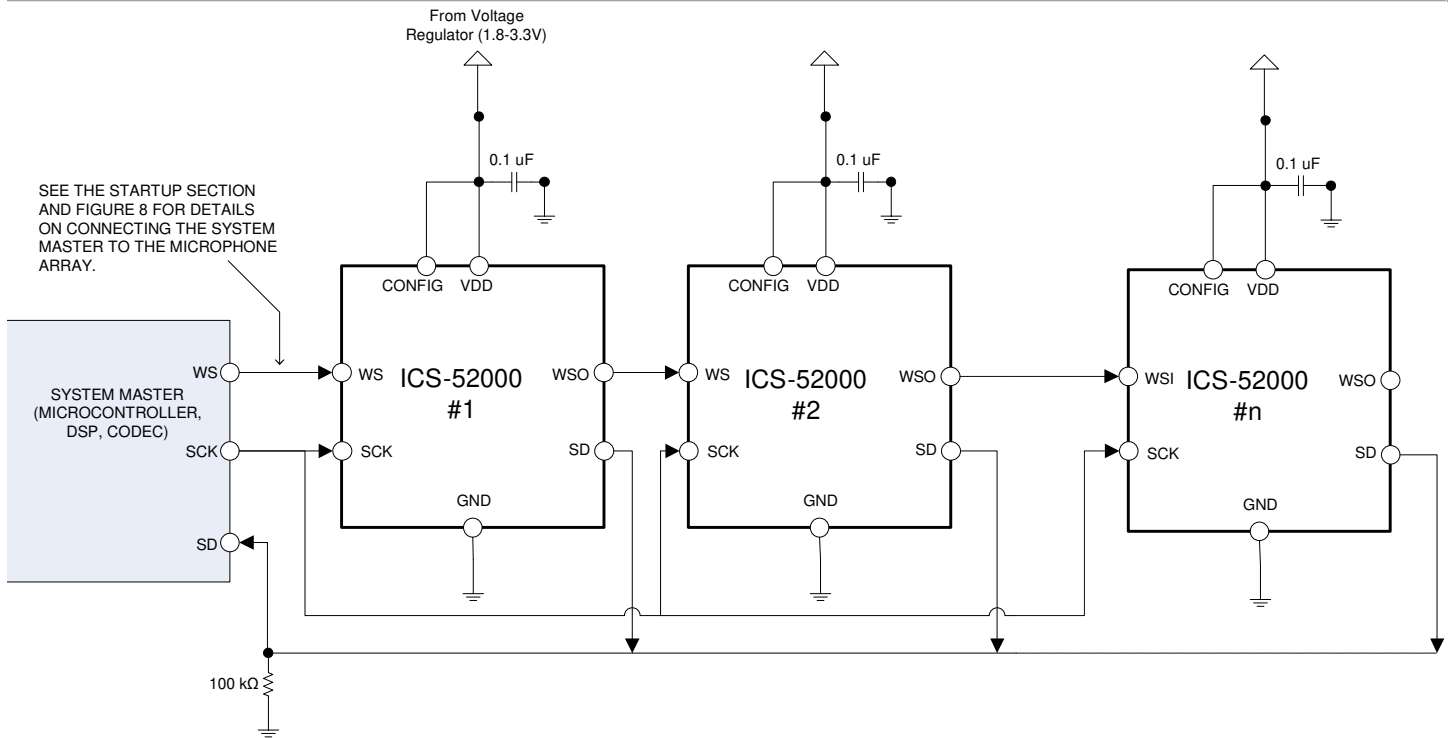 From Voltage
Regulator (1.8-3.3V)
0.1 uF
0.1 uF
0.1 uF
SEE THE STARTUP SECTION
AND FIGURE 8 FOR DETAILS
ON CONNECTING THE SYSTEM
MASTER TO THE MICROPHONE
ARRAY.
SYSTEM MASTER
(MICROCONTROLLER,
DSP, CODEC)
WS
SCK
SD
CONFIG
VDD
WS
ICS-52000
#1
WSO
SCK
SD
GND
CONFIG
VDD
WS
ICS-52000
#2
WSO
SCK
SD
GND
CONFIG
VDD
WSI
ICS-52000
#n
WSO
SCK
SD
GND
100 kΩ